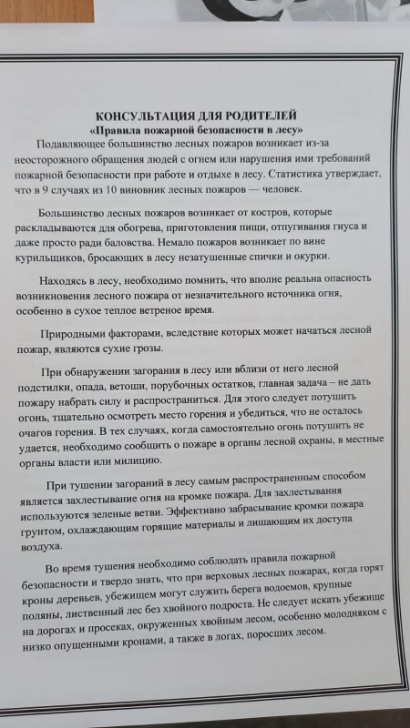 КОНСУЛЬТАЦИЯ ДЛЯ РОДИТЕЛЕЙ
«Правила пожарной безопасности в лесу»
Подавляющее большинство лесных пожаров возникает из-за
неосторожного обращения людей с огнем или нарушения ими требований
пожарной безопасности при работе и отдыхе в лесу. Статистика утверждает,
что в 9 случаях из 10 виновник лесных пожаров — человек.
Большинство лесных пожаров возникает от костров, которые
раскладываются для обогрева, приготовления пищи, отпугивания гнуса и
даже просто ради баловства. Немало пожаров возникает по вине
курильщиков, бросающих в лесу незатушенные спички и окурки.
Находясь в лесу, необходимо помнить, что вполне реальна опасность
возникновения лесного пожара от незначительного источника огня,
особенно в сухое теплое ветреное время.
Природными факторами, вследствие которых может начаться лесной
пожар, являются сухие грозы.
При обнаружении загорания в лесу или вблизи от него лесной
подстилки, опада, ветоши, порубочных остатков, главная задача – не дать
пожару набрать силу и распространиться. Для этого следует потушить
огонь, тщательно осмотреть место горения и убедиться, что не осталось
очагов горения. В тех случаях, когда самостоятельно огонь потушить не
удается, необходимо сообщить о пожаре в органы лесной охраны, в местные
органы власти или милицию.
При тушении загораний в лесу самым распространенным способом
является захлестывание огня на кромке пожара. Для захлестывания
используются зеленые ветви. Эффективно забрасывание кромки пожара
грунтом, охлаждающим горящие материалы и лишающим их доступа
воздуха.
Во время тушения необходимо соблюдать правила пожарной
безопасности и твердо знать, что при верховых лесных пожарах, когда горят
кроны деревьев, убежищем могут служить берега водоемов, крупные
поляны, лиственный лес без хвойного подроста. Не следует искать убежище
на дорогах и просеках, окруженных хвойным лесом, особенно молодняком с
низко опущенными кронами, а также в логах, поросших лесом.